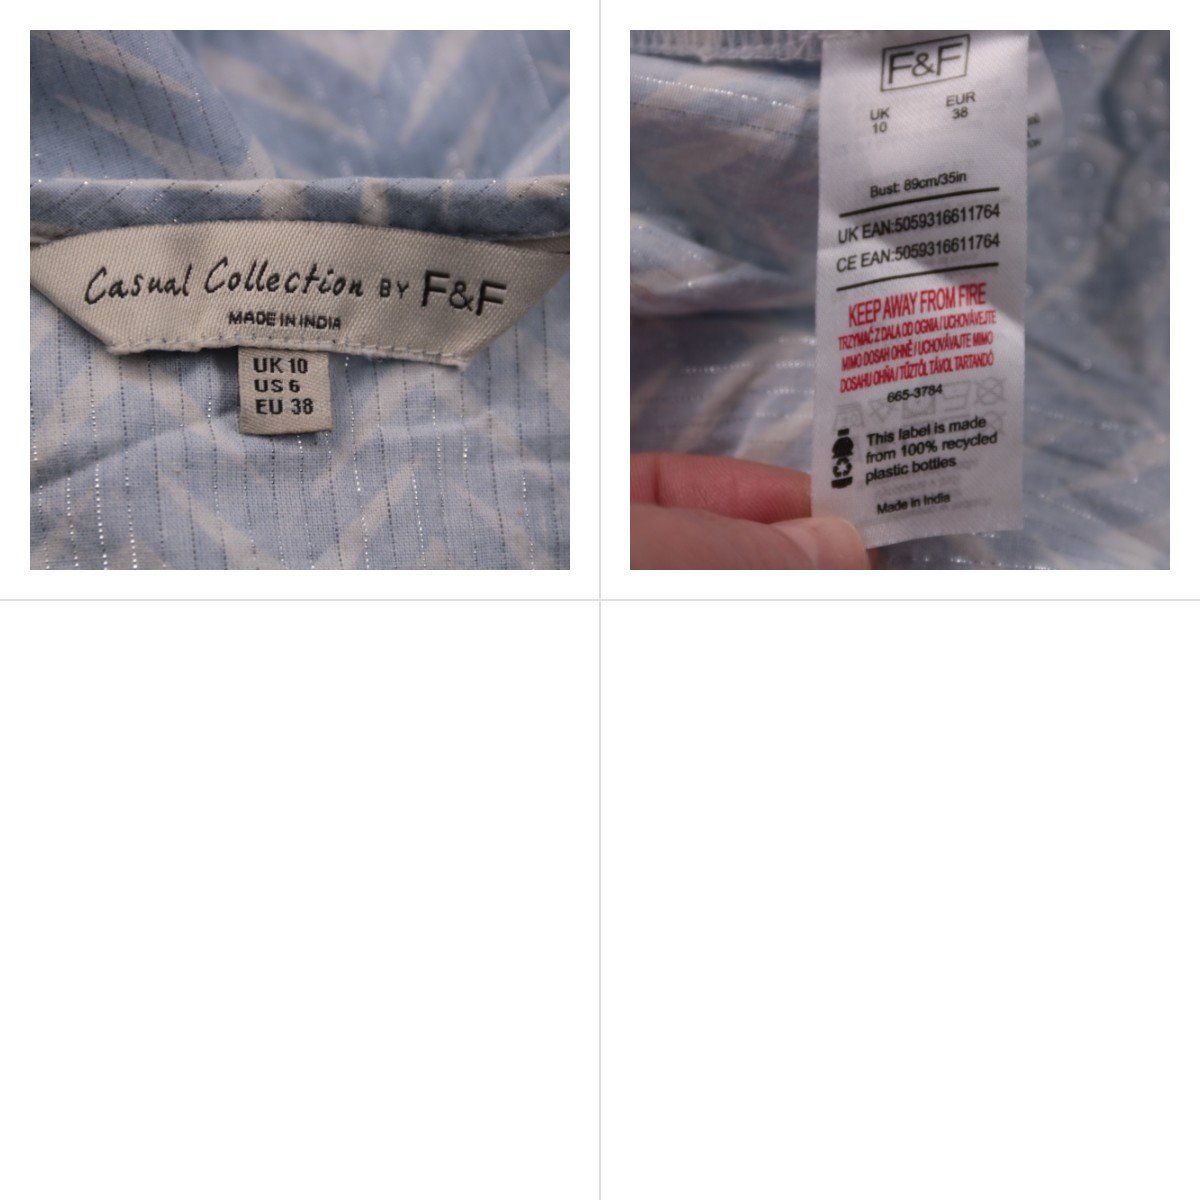 Casual Collection BY F&F
MADE IN INDIA
UK 10
US 6
EU 38
F&F
UK EUR
10 38
Bust: 89cm/35in
UK EAN:5059316611764
CE EAN:5059316611764
KEEP AWAY FROM FIRE
TRZYMAĆ Z DALA OD OGNIA / UCHOVÁVEJTE
MIMO DOSAH OHNĚ / UCHOVÁVAJTE MIMO
DOSAHU OHŇA / TŰZTŐL TÁVOL TARTANDÓ
665-3784
This label is made
from 100% recycled
plastic bottles
Made in India